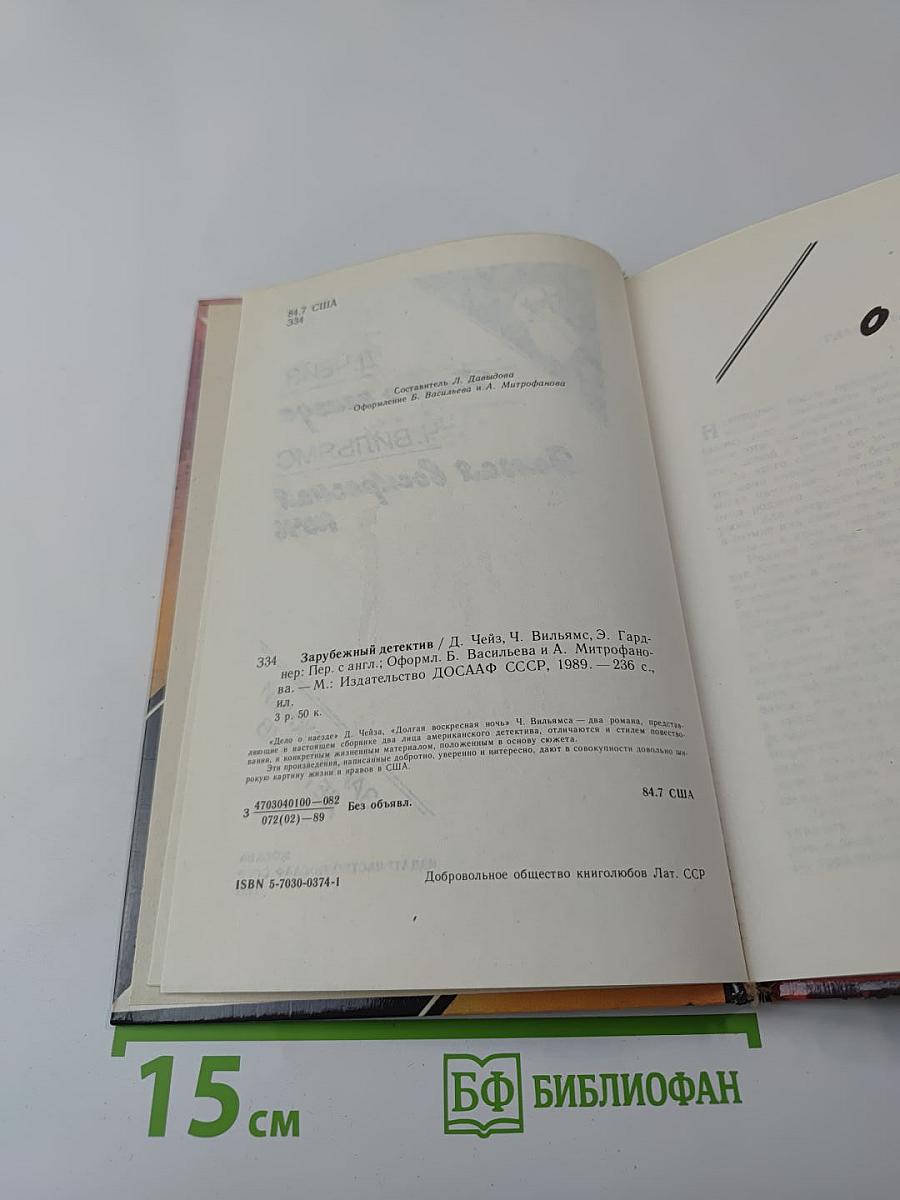 84.7 США
З34
Составитель Л. Давыдова
Оформление Б. Васильева и А. Митрофанова
З34 Зарубежный детектив / Д. Чейз, Ч. Вильямс, Э. Гард-
нер: Пер. с англ.; Оформл. Б. Васильева и А. Митрофано-
ва. — М.: Издательство ДОСААФ СССР, 1989. — 236 с.,
ил.
3 р. 50 к.
«Дело о наезде» Д. Чейза, «Долгая воскресная ночь» Ч. Вильямса — два романа, представ-
ляющие в настоящем сборнике два лица американского детектива, отличаются и стилем повество-
вания, и конкретным жизненным материалом, положенным в основу сюжета.
Эти произведения, написанные добротно, уверенно и интересно, дают в совокупности довольно ши-
рокую картину жизни и нравов в США.
З 4703040100—082
072(02)—89 Без объявл.
84.7 США
ISBN 5-7030-0374-1
Добровольное общество книголюбов Лат. ССР
О
15 см
БФ БИБЛИОФАН